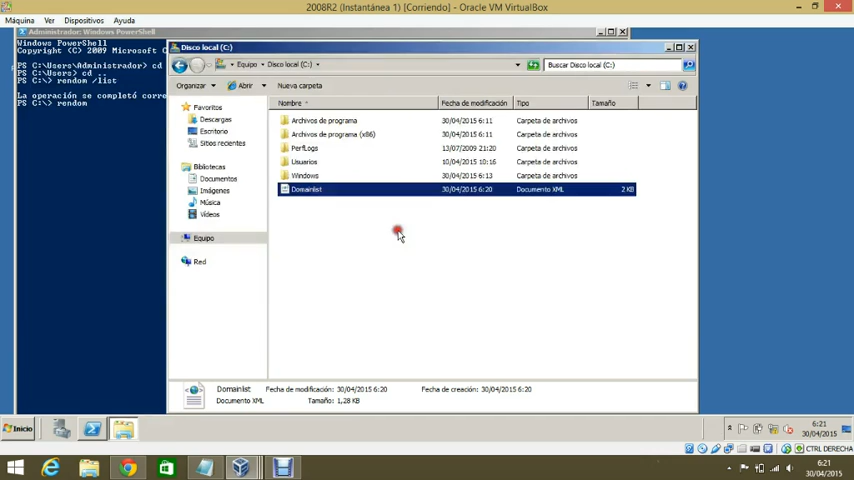 2008R2 (Instantánea 1) [Corriendo] - Oracle VM VirtualBox
Máquina Ver Dispositivos Ayuda
Administrador: Windows PowerShell
Windows PowerShell
Copyright (C) 2009 Microsoft
PS C:\Users\Administrador> cd
PS C:\Users> cd ..
PS C:\> rendom /list
La operación se completó corre
PS C:\> rendom
Disco local (C:)
Equipo Disco local (C:)
Buscar Disco local (C:)
Organizar Abrir Nueva carpeta
Favoritos
Descargas
Escritorio
Sitios recientes
Bibliotecas
Documentos
Imágenes
Música
Vídeos
Equipo
Red
Nombre Fecha de modificación Tipo Tamaño
Archivos de programa 30/04/2015 6:11 Carpeta de archivos
Archivos de programa (x86) 30/04/2015 6:11 Carpeta de archivos
PerfLogs 13/07/2009 21:20 Carpeta de archivos
Usuarios 10/04/2015 10:16 Carpeta de archivos
Windows 30/04/2015 6:13 Carpeta de archivos
Domainlist 30/04/2015 6:20 Documento XML 2 KB
Domainlist Fecha de modificación: 30/04/2015 6:20 Fecha de creación: 30/04/2015 6:20
Documento XML Tamaño: 1,28 KB
Inicio
6:21
30/04/2015
CTRL DERECHA
6:21
30/04/2015